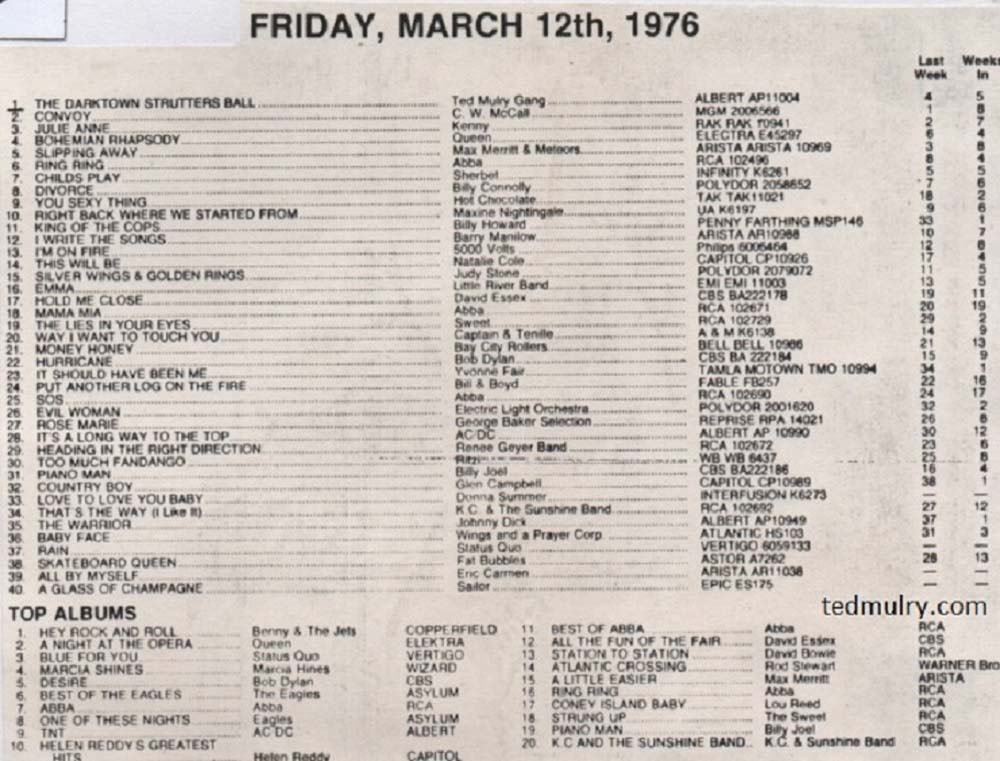 FRIDAY, MARCH 12th, 1976
Last Week Weeks In
1. THE DARKTOWN STRUTTERS BALL Ted Mulry Gang ALBERT AP11004 4 5
2. CONVOY C. W. McCall MGM 2006566 1 8
3. JULIE ANNE Kenny RAK RAK T0941 2 7
4. BOHEMIAN RHAPSODY Queen ELECTRA E45297 6 4
5. SLIPPING AWAY Max Merritt & Meteors ARISTA ARISTA 10969 3 8
6. RING RING Abba RCA 102496 8 4
7. CHILDS PLAY Sherbet INFINITY K6261 5 5
8. DIVORCE Billy Connolly POLYDOR 2058652 7 6
9. YOU SEXY THING Hot Chocolate TAK TAK11021 18 2
10. RIGHT BACK WHERE WE STARTED FROM Maxine Nightingale UA K6197 9 6
11. KING OF THE COPS Billy Howard PENNY FARTHING MSP146 33 1
12. I WRITE THE SONGS Barry Manilow ARISTA AR10988 10 7
13. I'M ON FIRE 5000 Volts Philips 6006464 12 8
14. THIS WILL BE Natalie Cole CAPITOL CP10926 17 4
15. SILVER WINGS & GOLDEN RINGS Judy Stone POLYDOR 2079072 11 5
16. EMMA Little River Band EMI EMI 11003 13 5
17. HOLD ME CLOSE David Essex CBS BA222178 19 11
18. MAMA MIA Abba RCA 102671 20 19
19. THE LIES IN YOUR EYES Sweet RCA 102729 29 2
20. WAY I WANT TO TOUCH YOU Captain & Tenille A & M K6138 14 9
21. MONEY HONEY Bay City Rollers BELL BELL 10986 21 13
22. HURRICANE Bob Dylan CBS BA 222184 15 9
23. IT SHOULD HAVE BEEN ME Yvonne Fair TAMLA MOTOWN TMO 10994 34 1
24. PUT ANOTHER LOG ON THE FIRE Bill & Boyd FABLE FB257 22 16
25. SOS Abba RCA 102690 24 17
26. EVIL WOMAN Electric Light Orchestra POLYDOR 2001620 32 2
27. ROSE MARIE George Baker Selection REPRISE RPA 14021 26 8
28. IT'S A LONG WAY TO THE TOP AC/DC ALBERT AP 10990 30 12
29. HEADING IN THE RIGHT DIRECTION Renee Geyer Band RCA 102672 23 6
30. TOO MUCH FANDANGO Ritz WB WB 6437 25 8
31. PIANO MAN Billy Joel CBS BA222186 16 4
32. COUNTRY BOY Glen Campbell CAPITOL CP10989 38 1
33. LOVE TO LOVE YOU BABY Donna Summer INTERFUSION K6273 — —
34. THAT'S THE WAY (I Like It) K.C. & The Sunshine Band RCA 102692 27 12
35. THE WARRIOR Johnny Dick ALBERT AP10949 37 1
36. BABY FACE Wings and a Prayer Corp. ATLANTIC HS103 31 3
37. RAIN Status Quo VERTIGO 6059133 — —
38. SKATEBOARD QUEEN Fat Bubbles ASTOR A7262 28 13
39. ALL BY MYSELF Eric Carmen ARISTA AR11038 — —
40. A GLASS OF CHAMPAGNE Sailor EPIC ES175 — —
tedmulry.com
TOP ALBUMS
1. HEY ROCK AND ROLL Benny & The Jets COPPERFIELD
2. A NIGHT AT THE OPERA Queen ELEKTRA
3. BLUE FOR YOU Status Quo VERTIGO
4. MARCIA SHINES Marcia Hines WIZARD
5. DESIRE Bob Dylan CBS
6. BEST OF THE EAGLES The Eagles ASYLUM
7. ABBA Abba RCA
8. ONE OF THESE NIGHTS Eagles ASYLUM
9. TNT AC/DC ALBERT
10. HELEN REDDY'S GREATEST
HITS Helen Reddy CAPITOL
11 BEST OF ABBA Abba RCA
12 ALL THE FUN OF THE FAIR David Essex CBS
13 STATION TO STATION David Bowie RCA
14 ATLANTIC CROSSING Rod Stewart WARNER Bro
15 A LITTLE EASIER Max Merritt ARISTA
16 RING RING Abba RCA
17 CONEY ISLAND BABY Lou Reed RCA
18 STRUNG UP The Sweet RCA
19 PIANO MAN Billy Joel CBS
20. K.C AND THE SUNSHINE BAND K.C. & Sunshine Band RCA